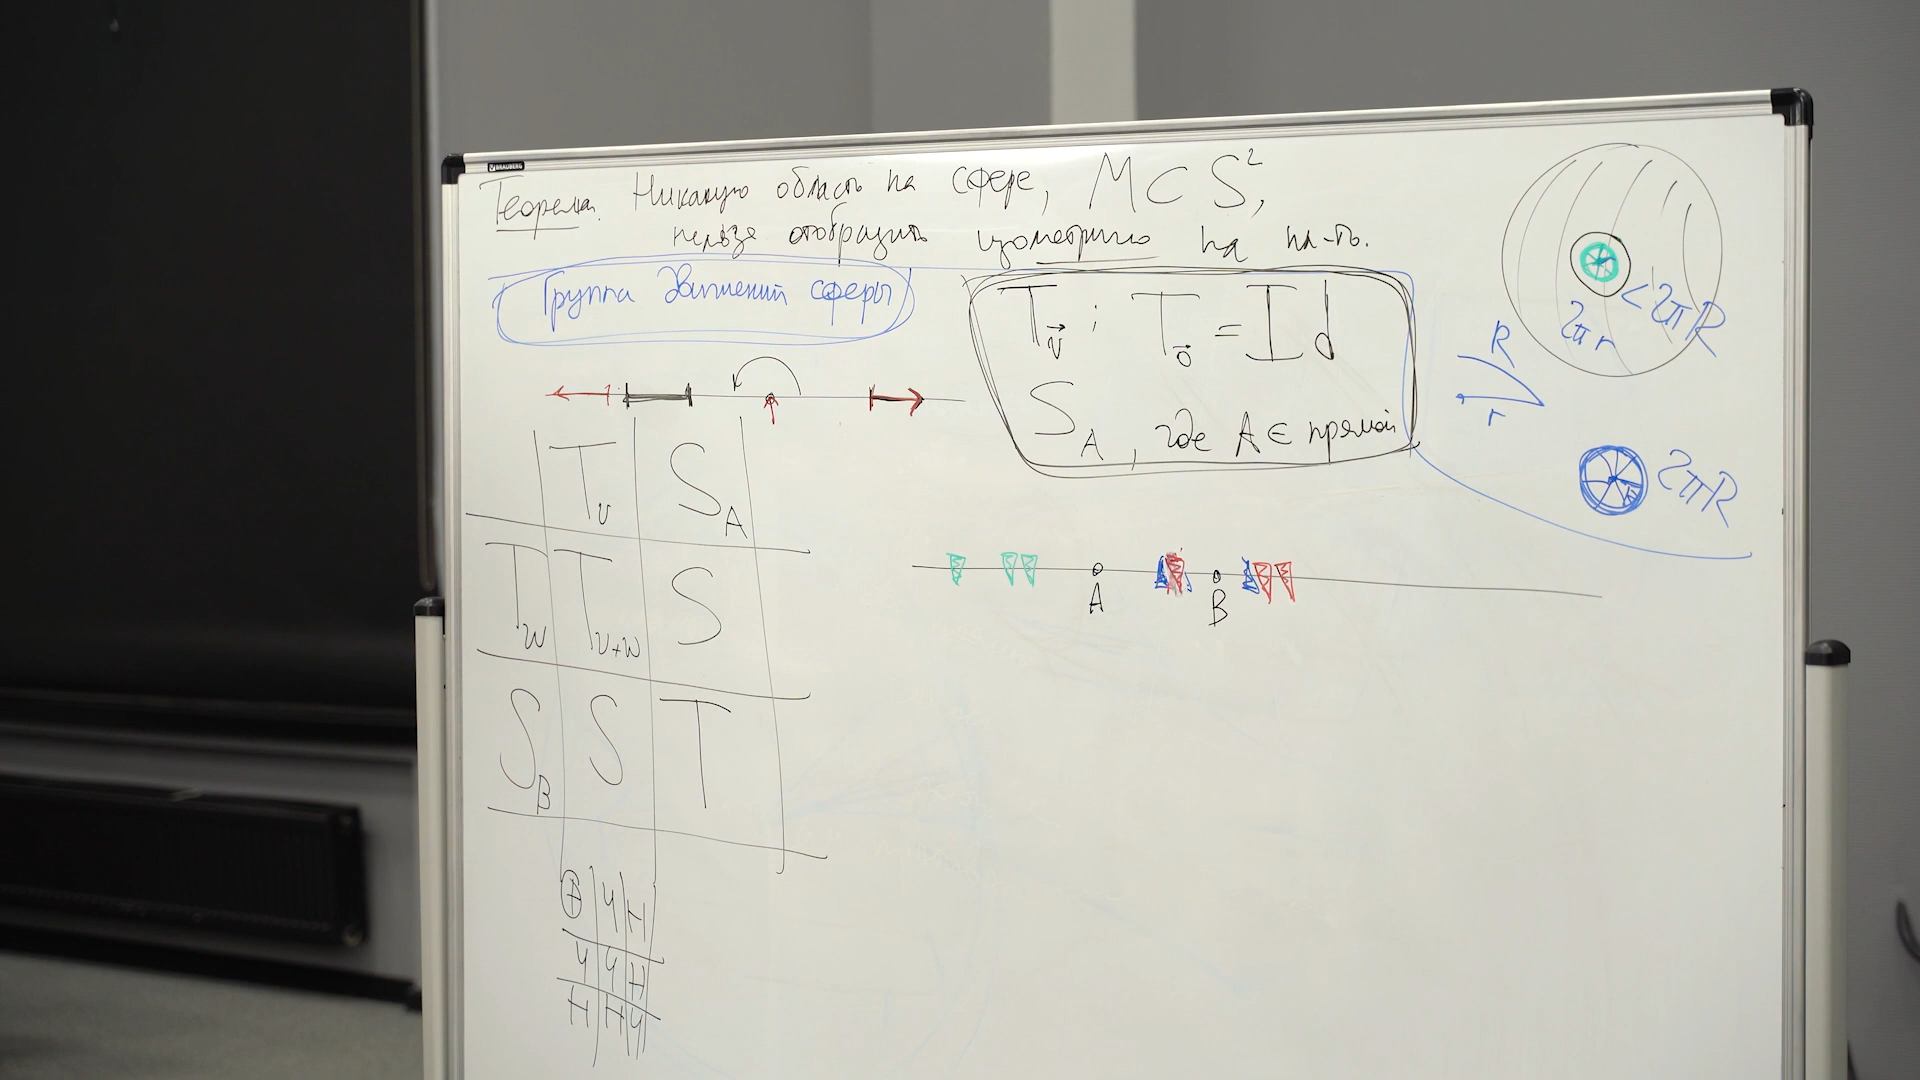 BRAUBERG
Теорема. Никакую область на сфере, M ⊂ S²,
нельзя отобразить изометрично на пл-ть.
Группа движений сферы
T_v⃗ ; T_0⃗ = Id
S_A, где A ∈ прямой
< 2πR
2πr
R
r
2πR
T_v S_A
T_w T_v+w S
S_B S T
A B
+ Ч Н
Ч Ч Н
Н Н Ч